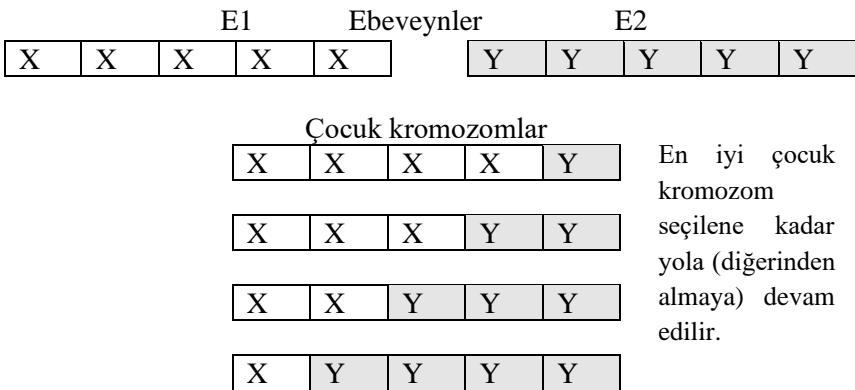 E1 Ebeveynler E2
X X X X X Y Y Y Y Y
Çocuk kromozomlar
X X X X Y
X X X Y Y
X X Y Y Y
X Y Y Y Y
En iyi çocuk
kromozom
seçilene kadar
yola (diğerinden
almaya) devam
edilir.